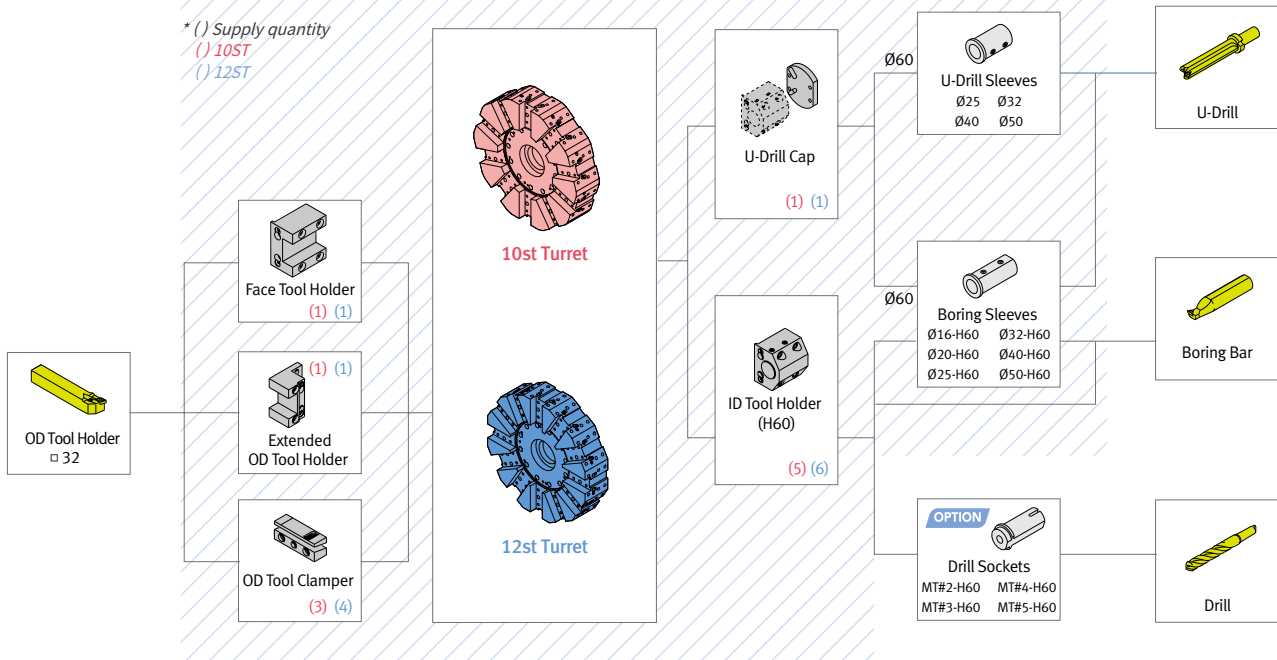 * ( ) Supply quantity
( ) 10ST
( ) 12ST
OD Tool Holder
□ 32
Face Tool Holder
(1) (1)
(1) (1)
Extended
OD Tool Holder
OD Tool Clamper
(3) (4)
10st Turret
12st Turret
U-Drill Cap
(1) (1)
ID Tool Holder
(H60)
(5) (6)
Ø60
U-Drill Sleeves
Ø25 Ø32
Ø40 Ø50
Ø60
Boring Sleeves
Ø16-H60 Ø32-H60
Ø20-H60 Ø40-H60
Ø25-H60 Ø50-H60
OPTION
Drill Sockets
MT#2-H60 MT#4-H60
MT#3-H60 MT#5-H60
U-Drill
Boring Bar
Drill